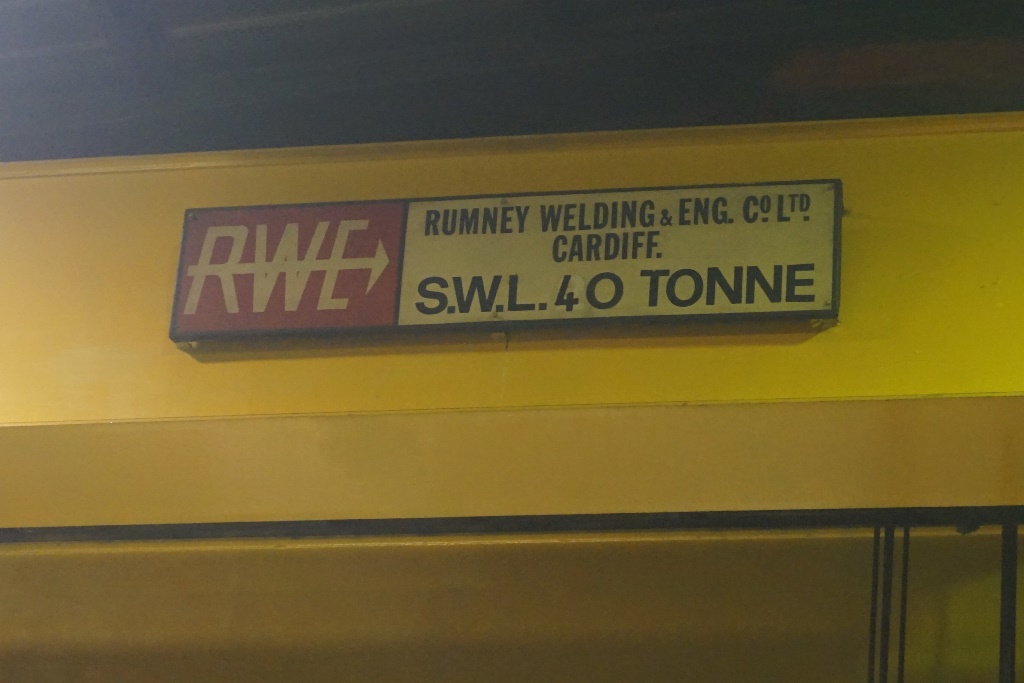 RWE
RUMNEY WELDING & ENG. CO. LTD.
CARDIFF.
S.W.L. 40 TONNE